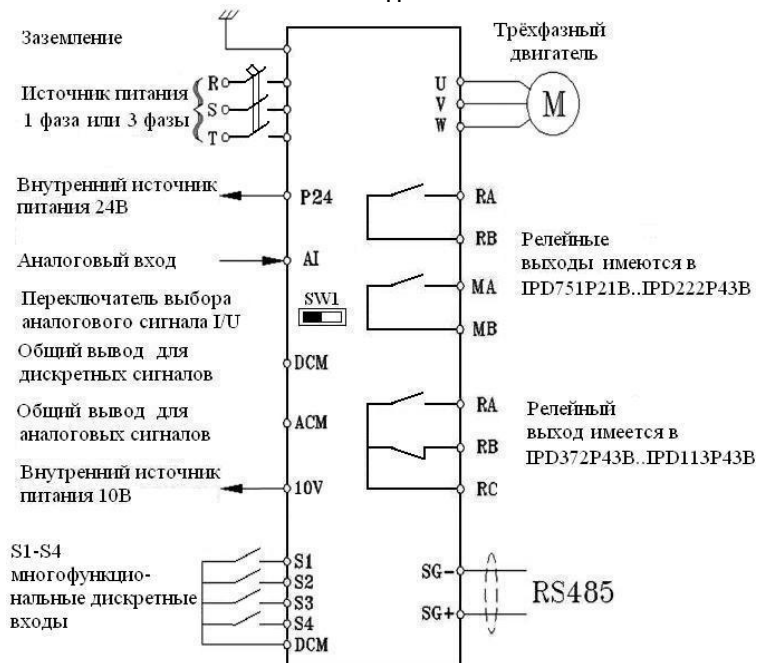 Заземление
Источник питания
1 фаза или 3 фазы
R
S
T
Внутренний источник
питания 24В
P24
Аналоговый вход
AI
Переключатель выбора
аналогового сигнала I/U
SW1
Общий вывод для
дискретных сигналов
DCM
Общий вывод для
аналоговых сигналов
ACM
Внутренний источник
питания 10В
10V
S1-S4
многофункцио-
нальные дискретные
входы
S1
S2
S3
S4
DCM
Трёхфазный
двигатель
U
V
W
M
RA
RB
MA
MB
Релейные
выходы имеются в
IPD751P21B..IPD222P43B
RA
RB
RC
Релейный
выход имеется в
IPD372P43B..IPD113P43B
SG-
SG+
RS485